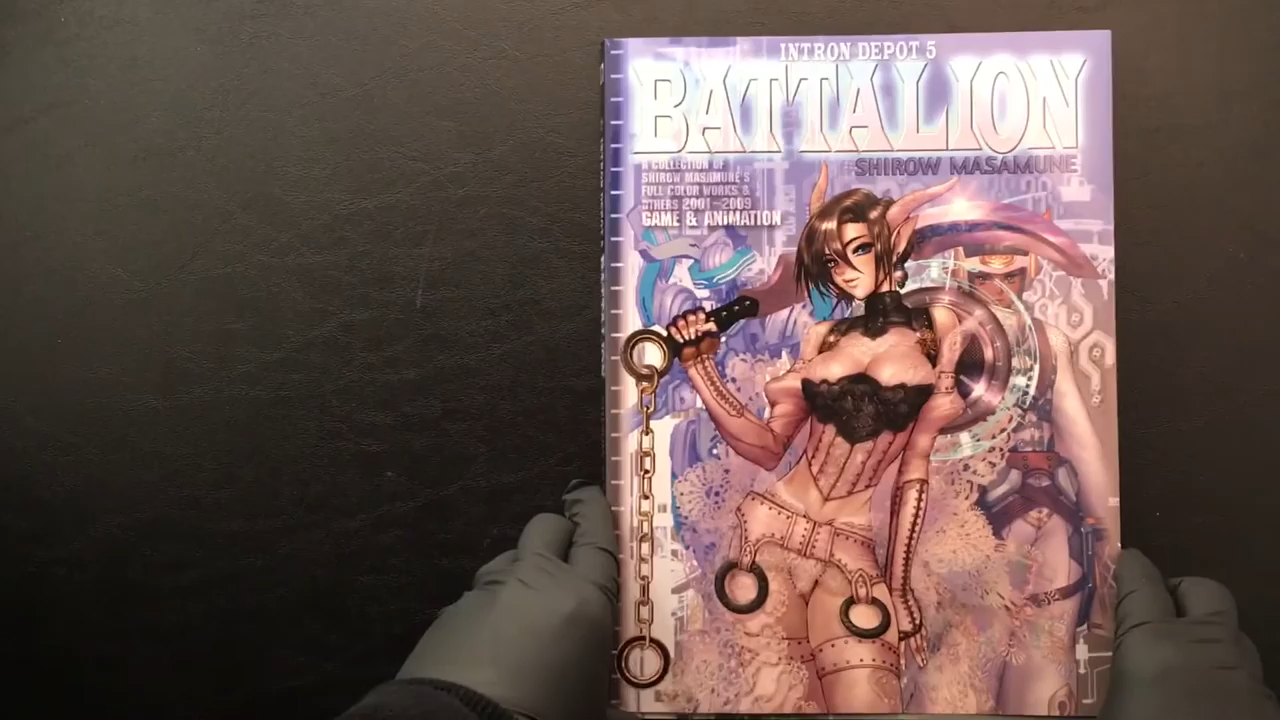 INTRON DEPOT 5
BATTALION
SHIROW MASAMUNE
A COLLECTION OF
SHIROW MASAMUNE'S
FULL COLOR WORKS &
OTHERS 2001~2009
GAME & ANIMATION